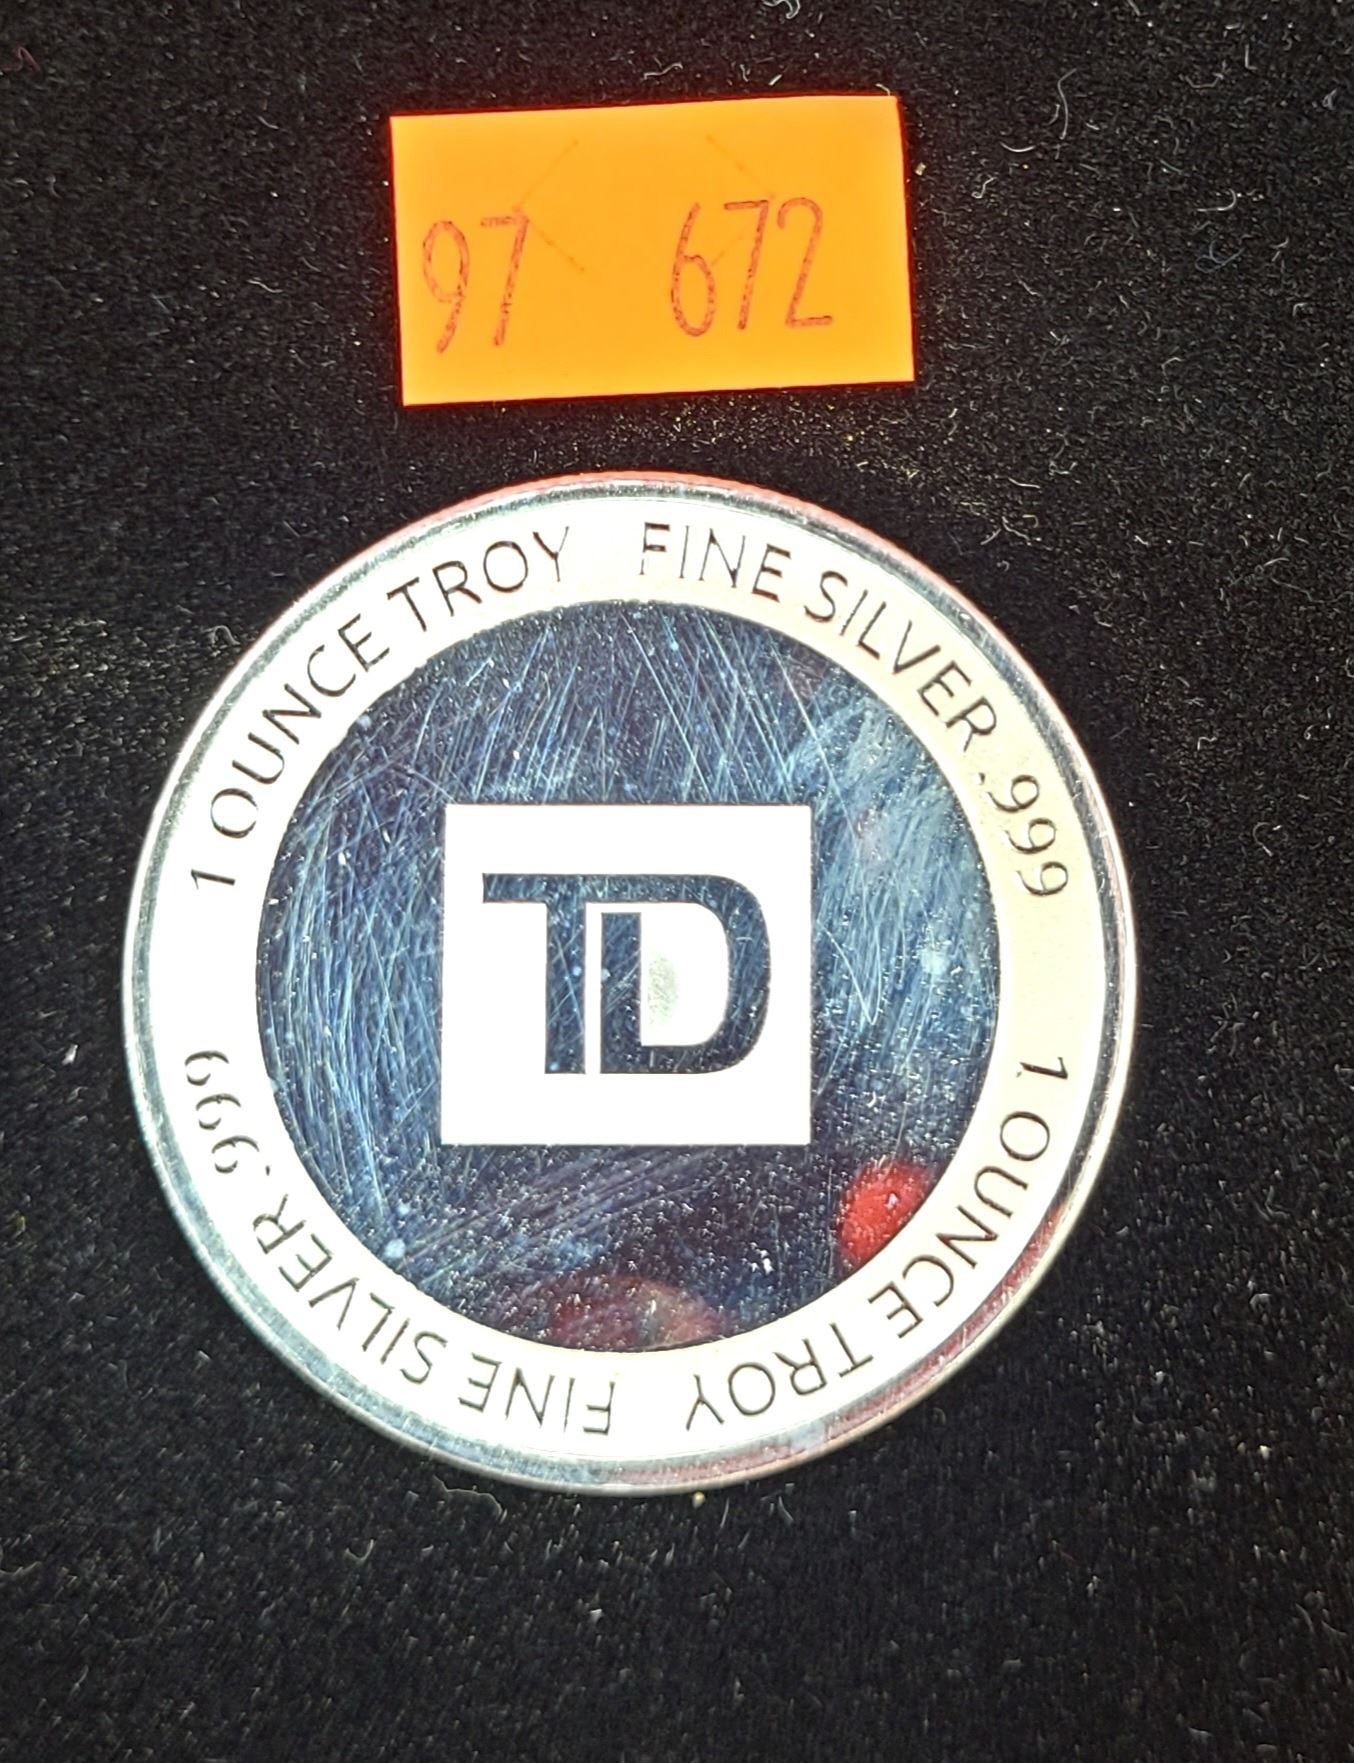 97 672
1 OUNCE TROY FINE SILVER .999
TD
1 OUNCE TROY FINE SILVER .999